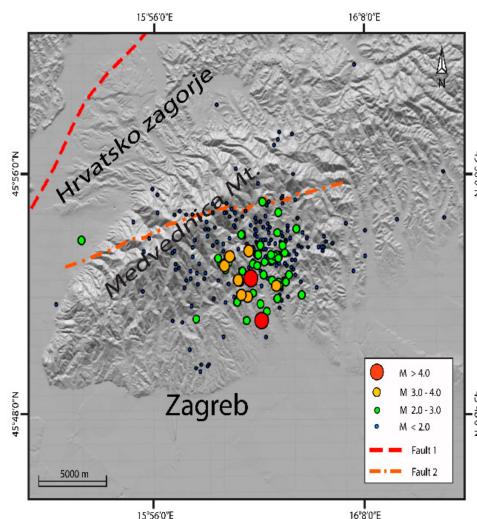 15°56'0"E
16°8'0"E
N
Hrvatsko zagorje
45°56'0"N
Medvednica Mt.
M > 4.0
M 3.0 - 4.0
M 2.0 - 3.0
M < 2.0
Fault 1
Fault 2
Zagreb
45°48'0"N
5000 m
15°56'0"E
16°8'0"E